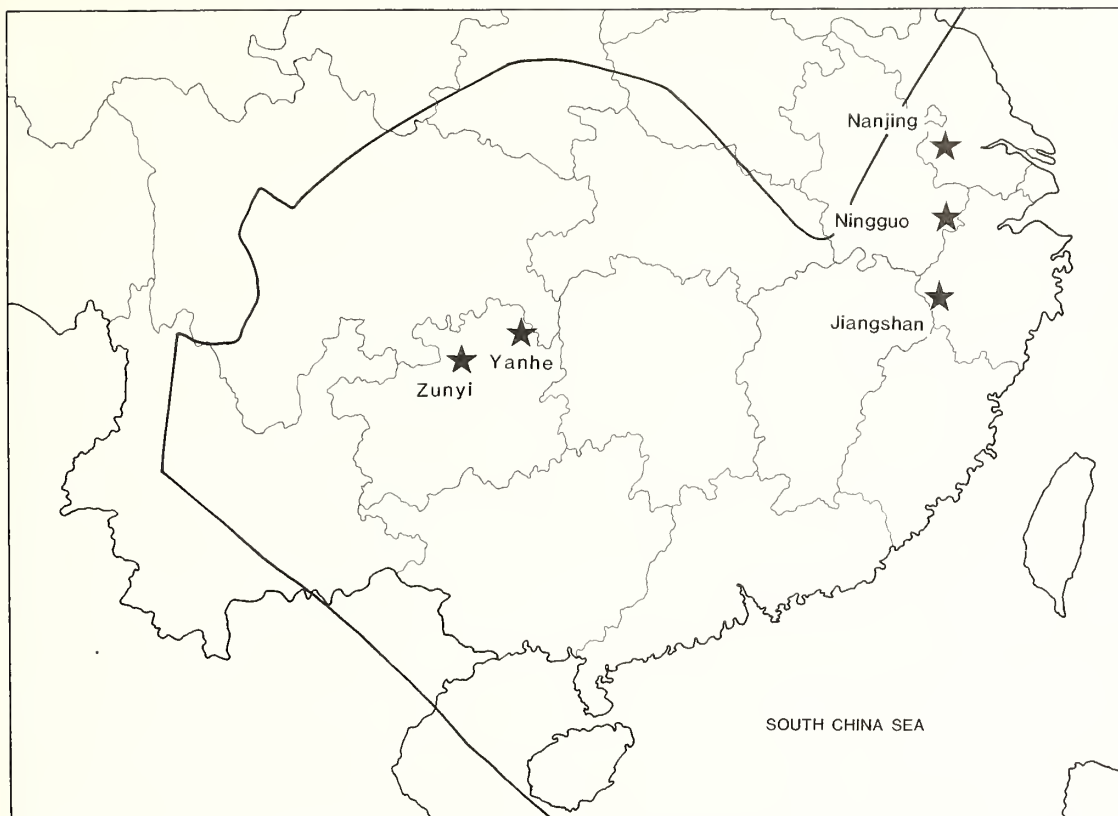 Nanjing
Ningguo
Jiangshan
Yanhe
Zunyi
SOUTH CHINA SEA